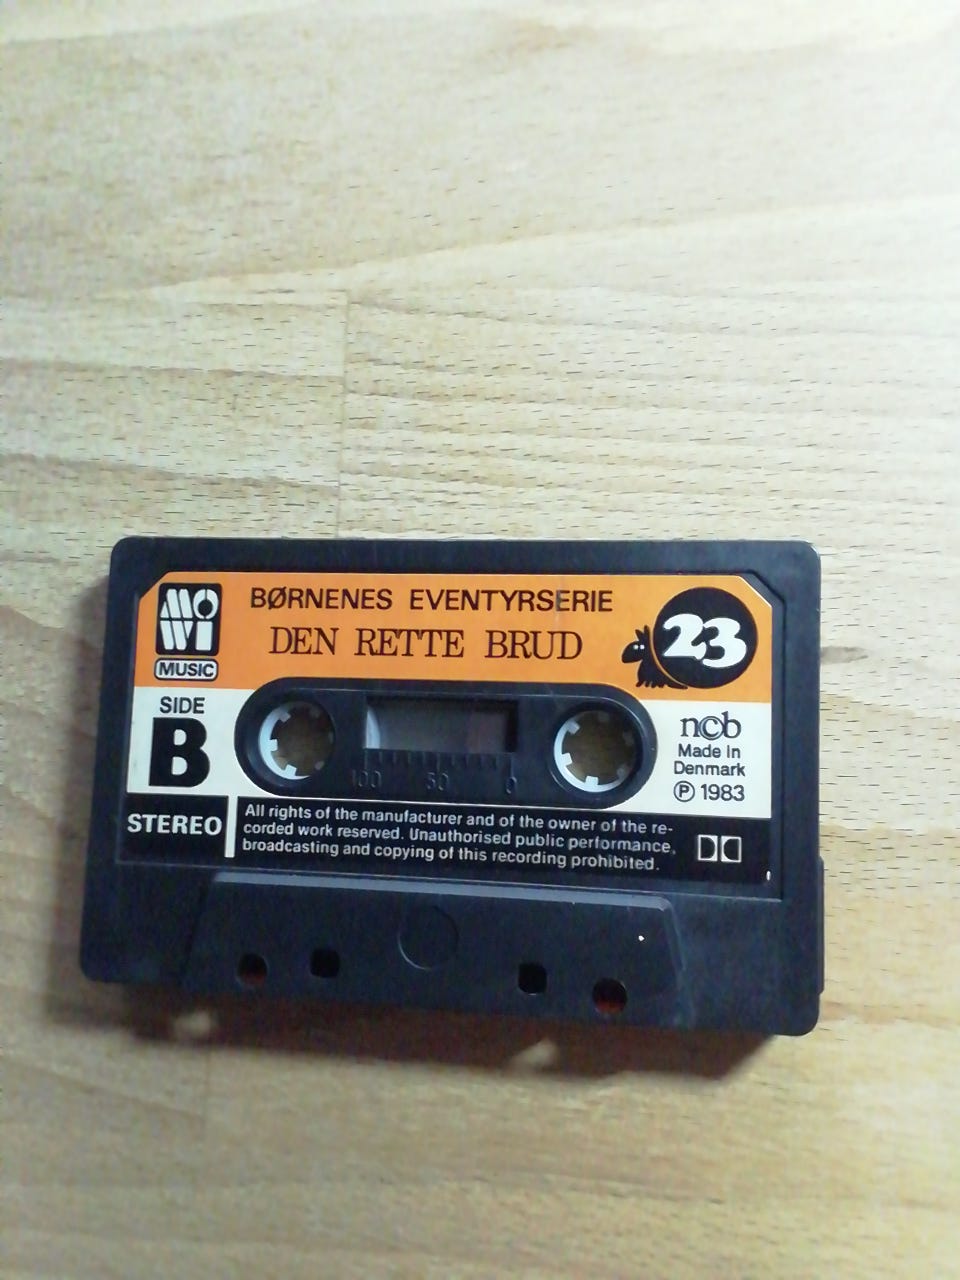 MOWI
MUSIC
BØRNENES EVENTYRSERIE
DEN RETTE BRUD
23
SIDE
B
STEREO
100 50 0
ncb
Made in
Denmark
℗ 1983
All rights of the manufacturer and of the owner of the re-
corded work reserved. Unauthorised public performance,
broadcasting and copying of this recording prohibited.